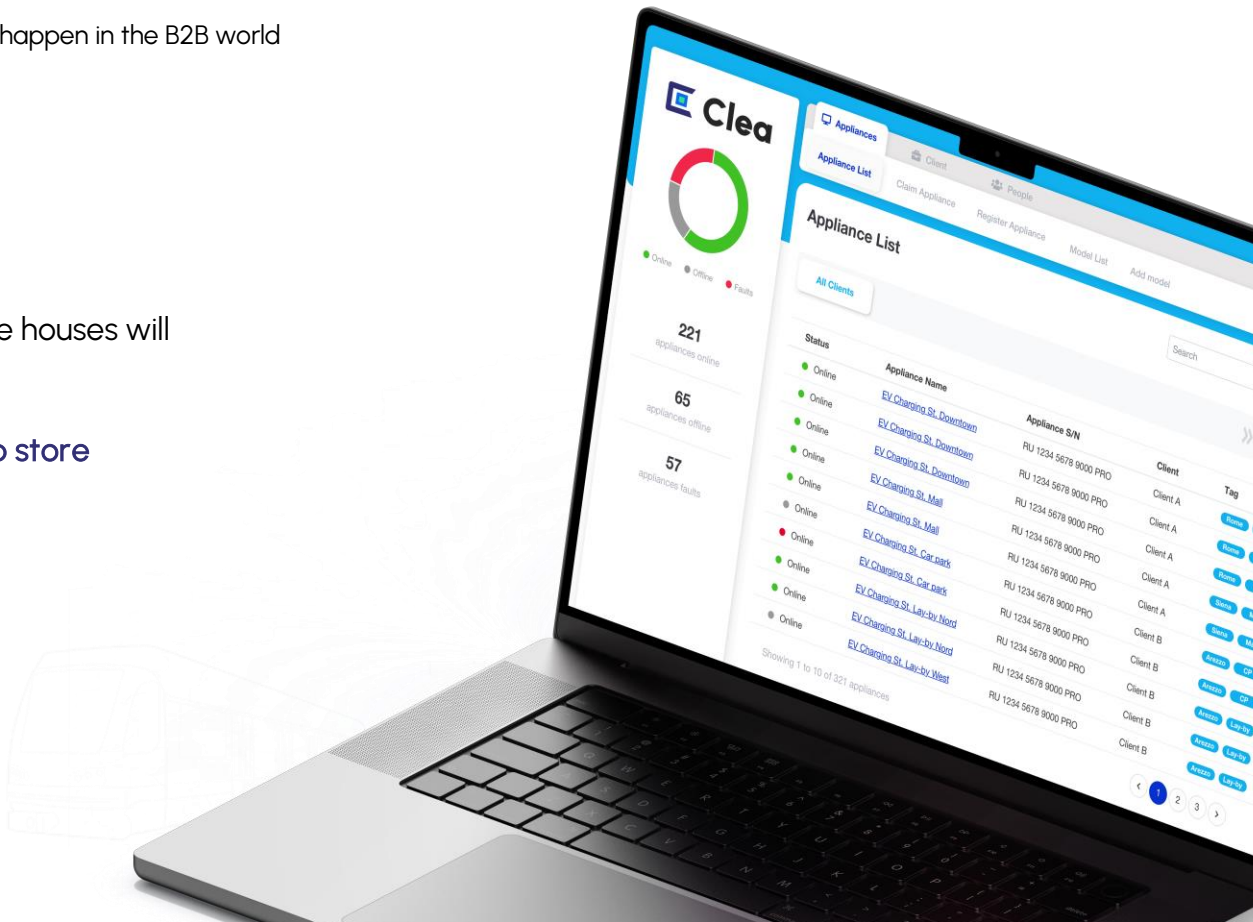 happen in the B2B world
e houses will
o store
Clea
Online Offline Faults
221
appliances online
65
appliances offline
57
appliances faults
Appliances Client People
Appliance List Claim Appliance Register Appliance Model List Add model
Appliance List
All Clients
Search
Status Appliance Name Appliance S/N Client Tag
Online EV Charging St. Downtown RU 1234 5678 9000 PRO Client A Rome
Online EV Charging St. Downtown RU 1234 5678 9000 PRO Client A Rome
Online EV Charging St. Downtown RU 1234 5678 9000 PRO Client A Rome
Online EV Charging St. Mall RU 1234 5678 9000 PRO Client A Siena
Online EV Charging St. Mall RU 1234 5678 9000 PRO Client B Siena
Online EV Charging St. Car park RU 1234 5678 9000 PRO Client B Arezzo CP
Online EV Charging St. Car park RU 1234 5678 9000 PRO Client B Arezzo CP
Online EV Charging St. Lay-by Nord RU 1234 5678 9000 PRO Client B Arezzo Lay-by
Online EV Charging St. Lay-by Nord RU 1234 5678 9000 PRO Client B Arezzo Lay-by
Online EV Charging St. Lay-by West RU 1234 5678 9000 PRO Client B Arezzo Lay-by
Showing 1 to 10 of 321 appliances
1 2 3